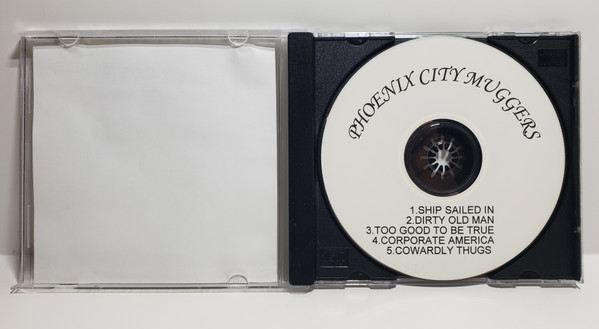 PHOENIX CITY MUGGERS
1.SHIP SAILED IN
2.DIRTY OLD MAN
3.TOO GOOD TO BE TRUE
4.CORPORATE AMERICA
5.COWARDLY THUGS